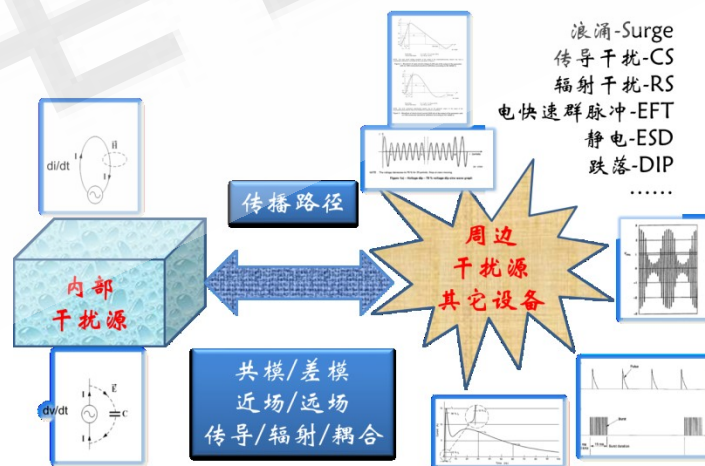 浪涌-Surge
传导干扰-CS
辐射干扰-RS
电快速群脉冲-EFT
静电-ESD
跌落-DIP
……
di/dt
I
H
I
传播路径
周边
干扰源
其它设备
内部
干扰源
共模/差模
近场/远场
传导/辐射/耦合
dv/dt
I
E
C
I